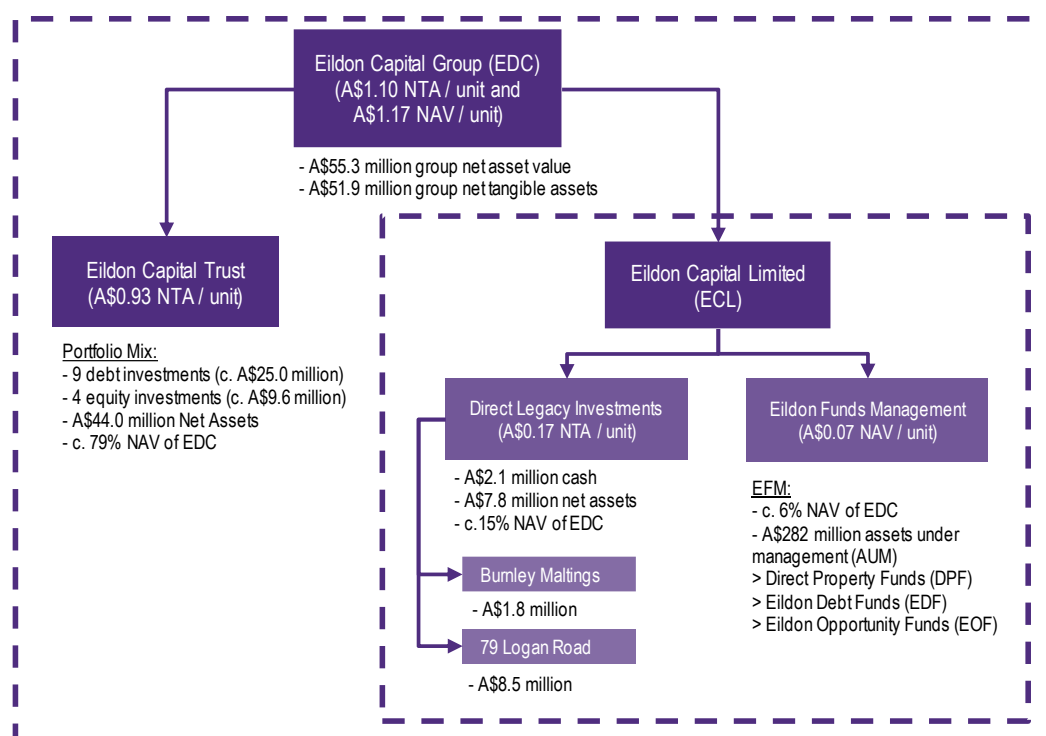 Eildon Capital Group (EDC)
(A$1.10 NTA / unit and
A$1.17 NAV / unit)
- A$55.3 million group net asset value
- A$51.9 million group net tangible assets
Eildon Capital Trust
(A$0.93 NTA / unit)
Portfolio Mix:
- 9 debt investments (c. A$25.0 million)
- 4 equity investments (c. A$9.6 million)
- A$44.0 million Net Assets
- c. 79% NAV of EDC
Eildon Capital Limited
(ECL)
Direct Legacy Investments
(A$0.17 NTA / unit)
- A$2.1 million cash
- A$7.8 million net assets
- c.15% NAV of EDC
Burnley Maltings
- A$1.8 million
79 Logan Road
- A$8.5 million
Eildon Funds Management
(A$0.07 NAV / unit)
EFM:
- c. 6% NAV of EDC
- A$282 million assets under
management (AUM)
> Direct Property Funds (DPF)
> Eildon Debt Funds (EDF)
> Eildon Opportunity Funds (EOF)